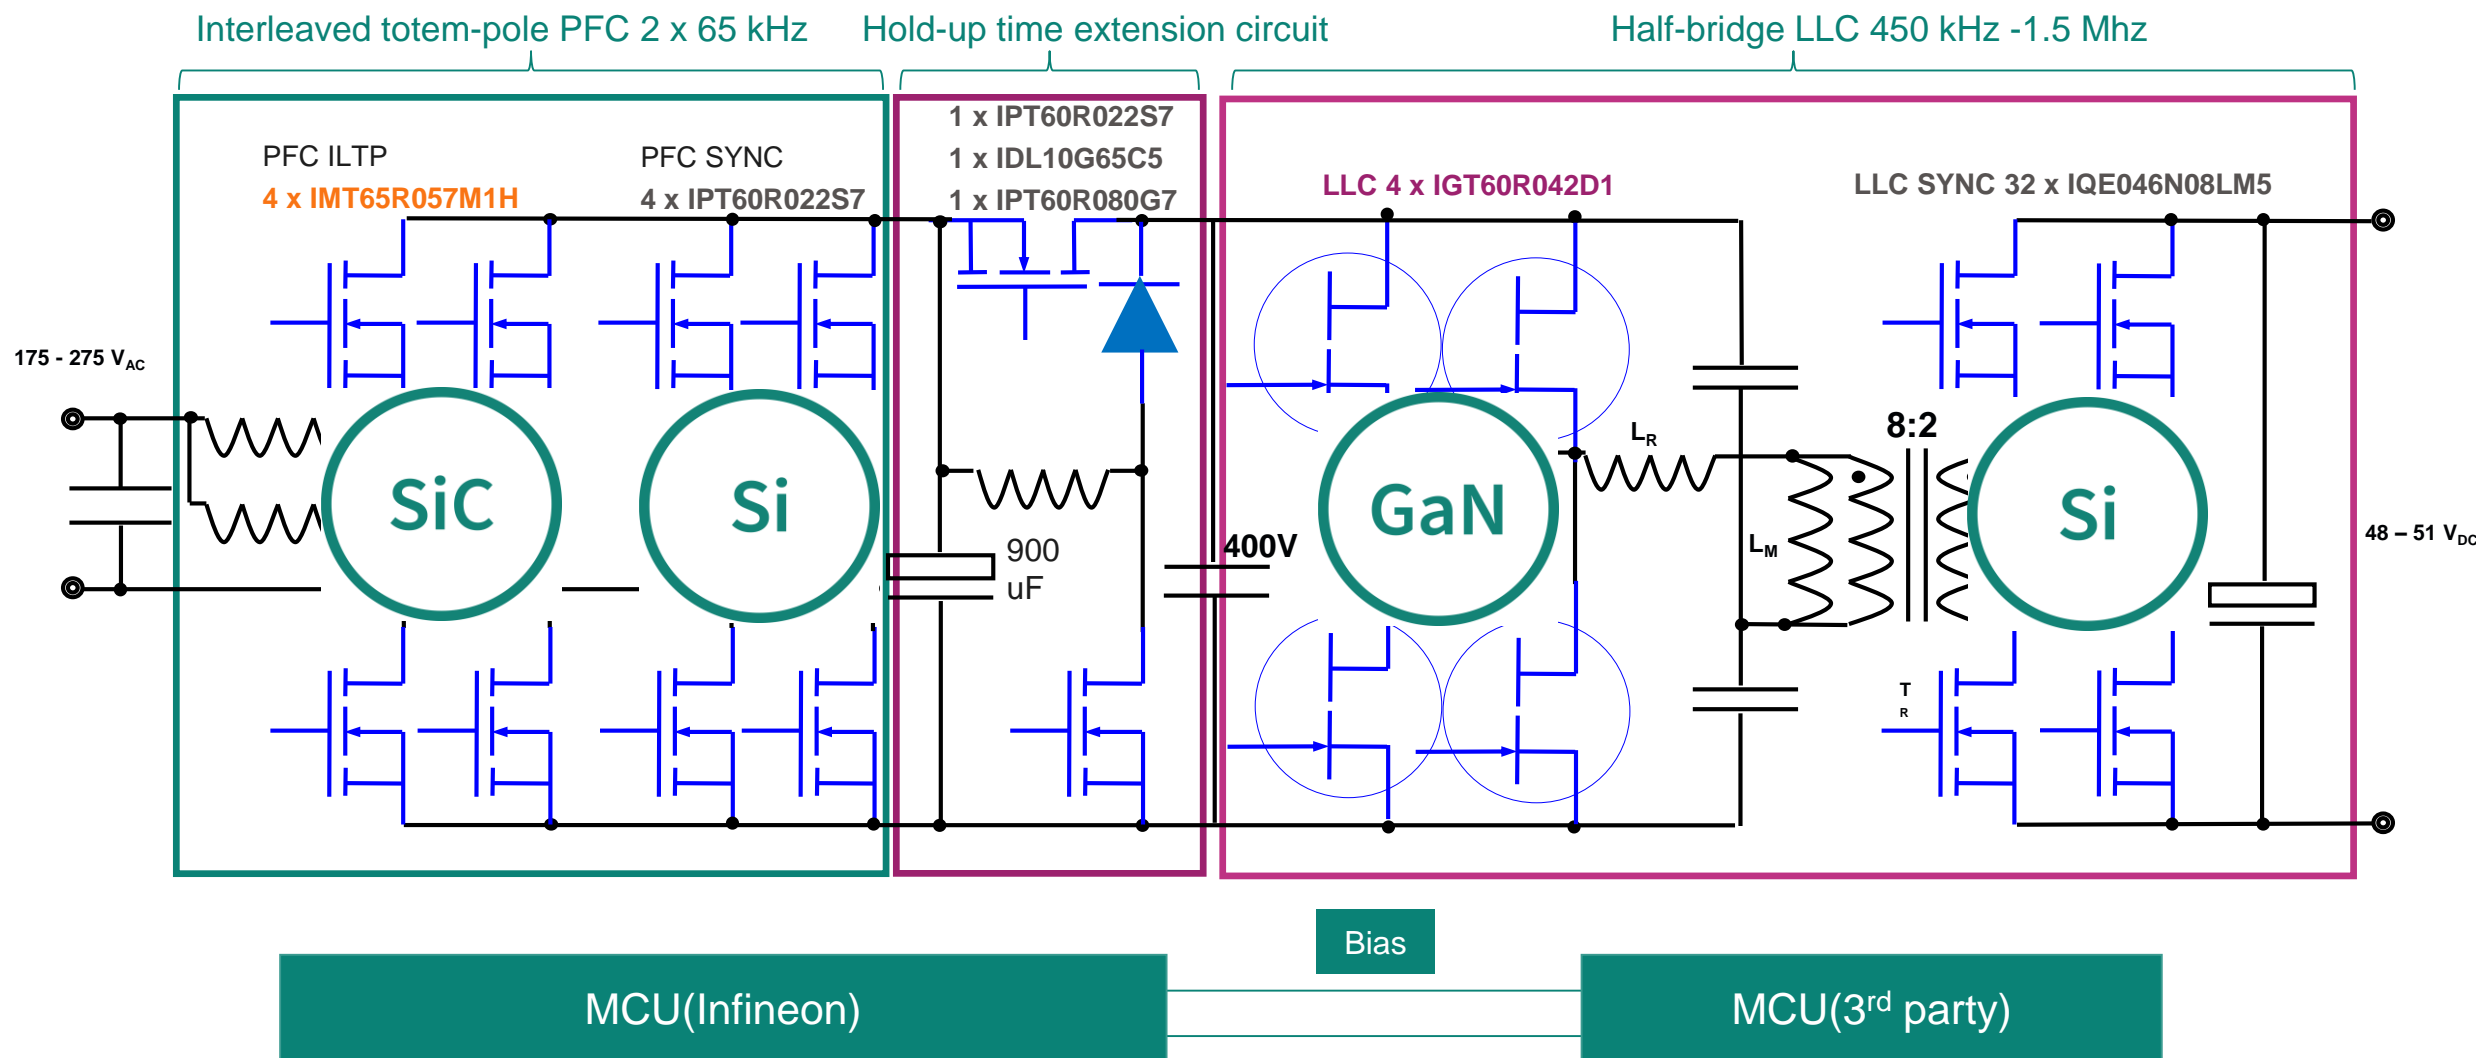 Interleaved totem-pole PFC 2 x 65 kHz
Hold-up time extension circuit
Half-bridge LLC 450 kHz -1.5 Mhz
PFC ILTP
4 x IMT65R057M1H
PFC SYNC
4 x IPT60R022S7
1 x IPT60R022S7
1 x IDL10G65C5
1 x IPT60R080G7
LLC 4 x IGT60R042D1
LLC SYNC 32 x IQE046N08LM5
175 - 275 VAC
SiC
Si
900
uF
400V
GaN
LR
LM
8:2
Si
48 – 51 VDC
T
R
Bias
MCU(Infineon)
MCU(3rd party)